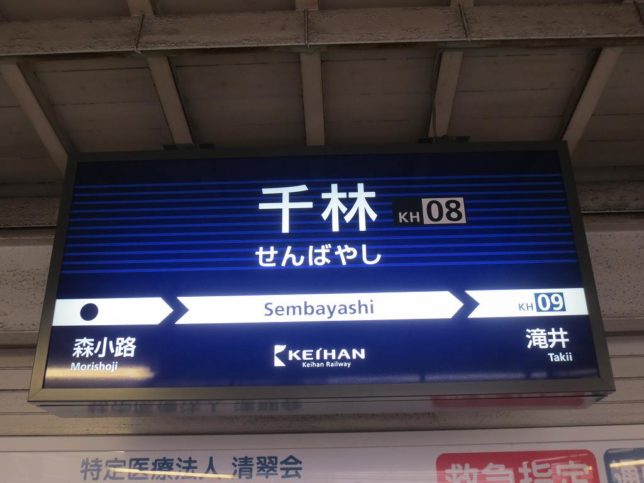 千林 KH 08
せんばやし
Sembayashi
KH 09
森小路
Morishoji
滝井
Takii
KEIHAN
Keihan Railway
特定医療法人 清翠会
救急指定